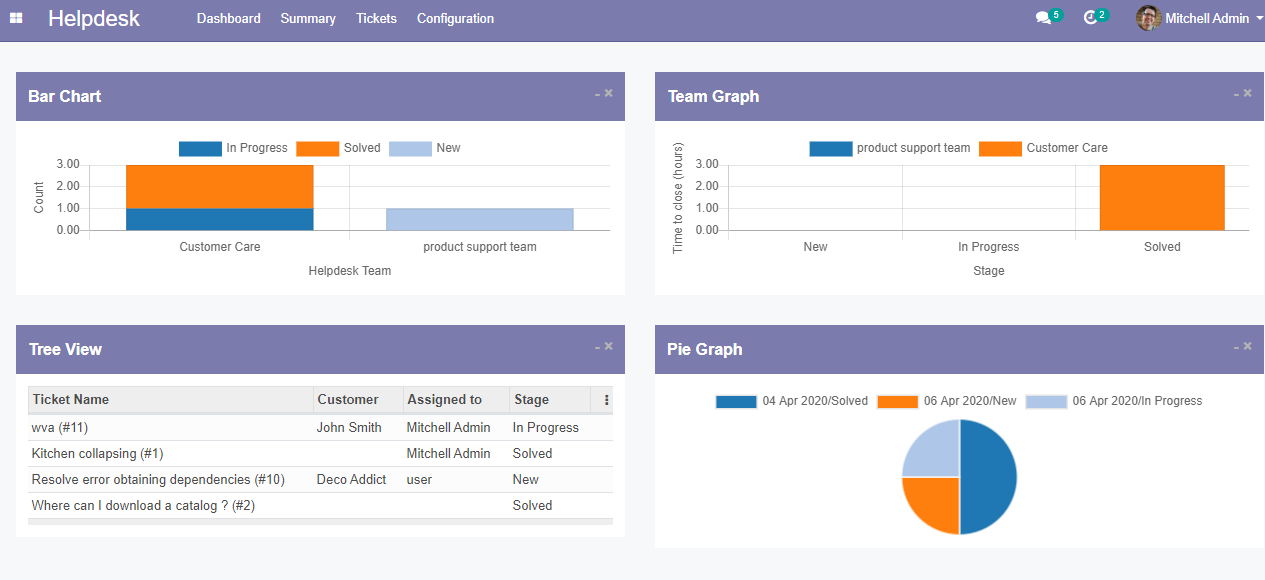 Helpdesk Dashboard Summary Tickets Configuration 5 2 Mitchell Admin
Bar Chart
In Progress Solved New
Count
3.00
2.00
1.00
0.00
Customer Care product support team
Helpdesk Team
Team Graph
product support team Customer Care
Time to close (hours)
3.00
2.00
1.00
0.00
New In Progress Solved
Stage
Tree View
Ticket Name Customer Assigned to Stage
wva (#11) John Smith Mitchell Admin In Progress
Kitchen collapsing (#1) Mitchell Admin Solved
Resolve error obtaining dependencies (#10) Deco Addict user New
Where can I download a catalog ? (#2) Solved
Pie Graph
04 Apr 2020/Solved 06 Apr 2020/New 06 Apr 2020/In Progress